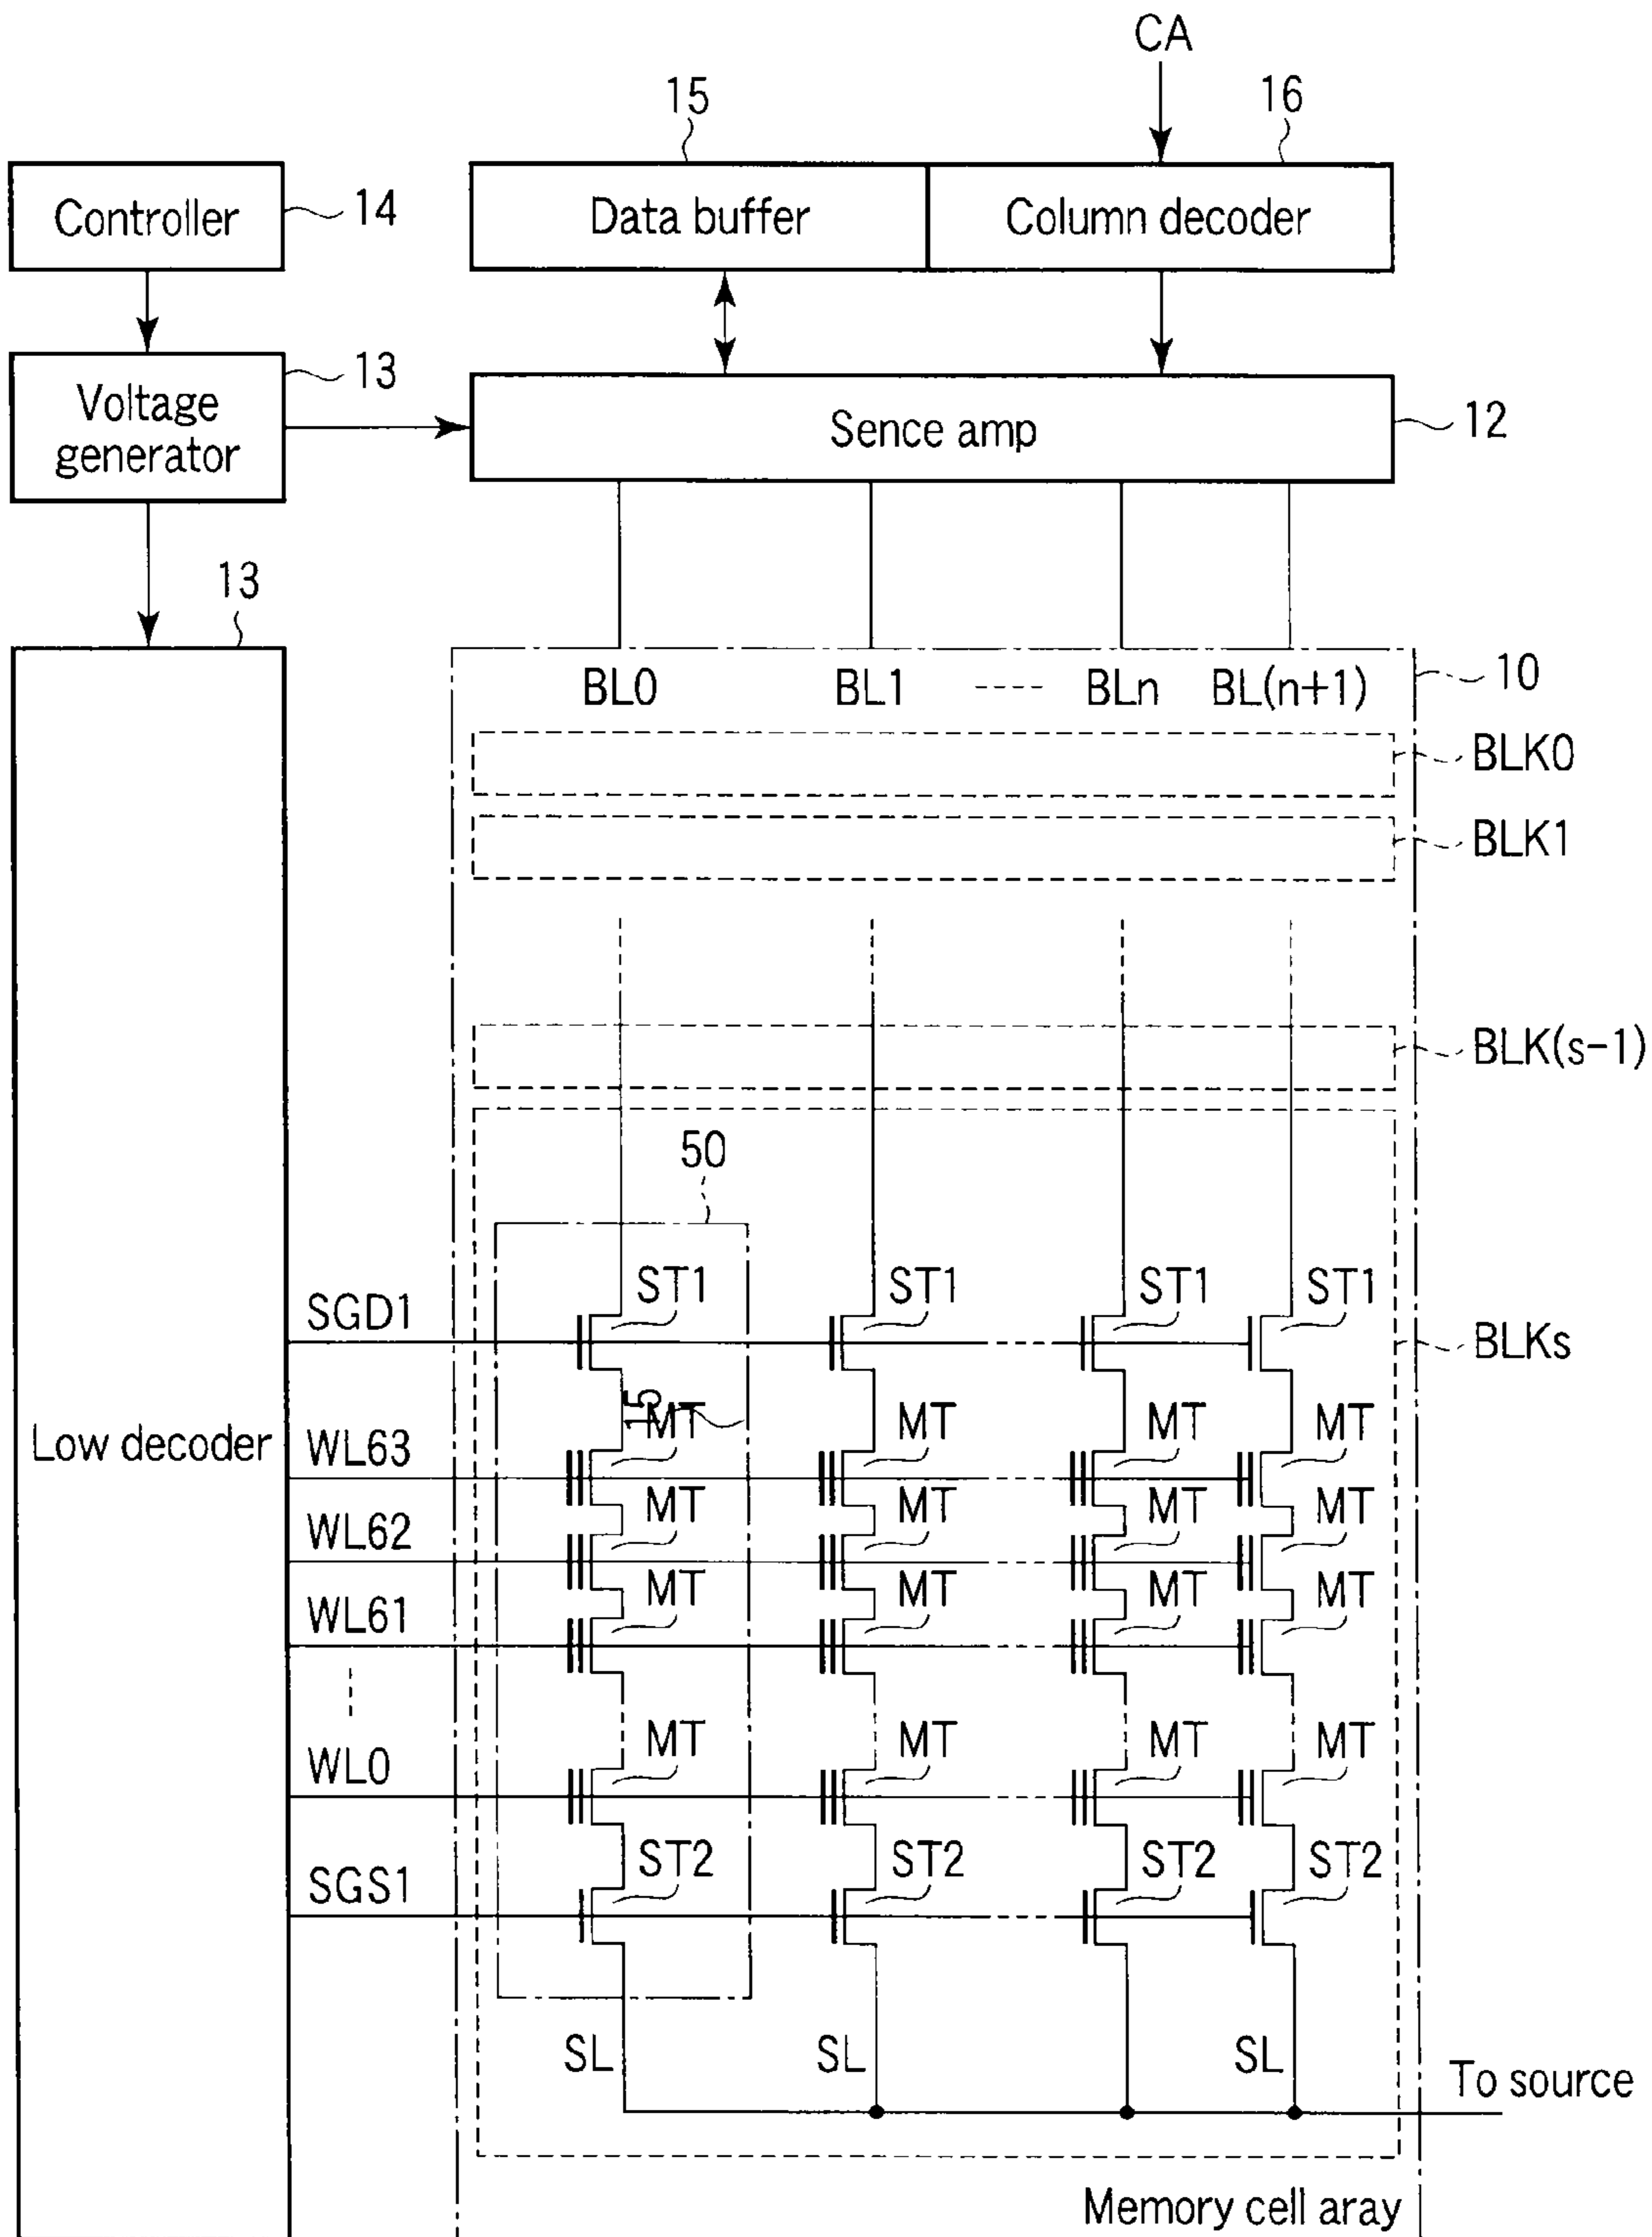 CA
15
16
Controller
14
Data buffer
Column decoder
Voltage
generator
13
Sence amp
12
13
BL0
BL1
BLn
BL(n+1)
10
BLK0
BLK1
BLK(s-1)
50
SGD1
ST1
ST1
ST1
ST1
BLKs
15
Low decoder
WL63
MT
MT
MT
MT
WL62
MT
MT
MT
MT
WL61
MT
MT
MT
MT
WL0
MT
MT
MT
MT
SGS1
ST2
ST2
ST2
ST2
SL
SL
SL
To source
Memory cell aray